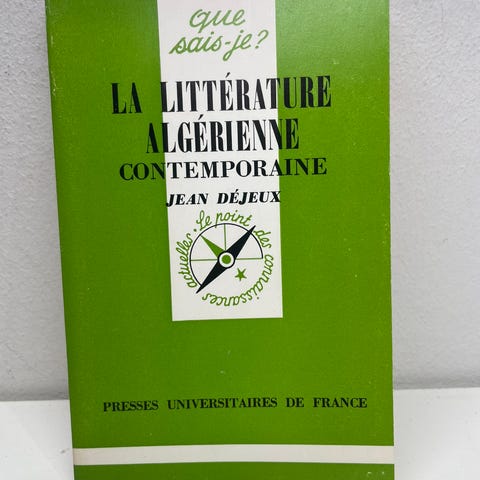 que
sais-je?
LA LITTÉRATURE
ALGÉRIENNE
CONTEMPORAINE
JEAN DÉJEUX
Le point des connaissances actuelles
PRESSES UNIVERSITAIRES DE FRANCE